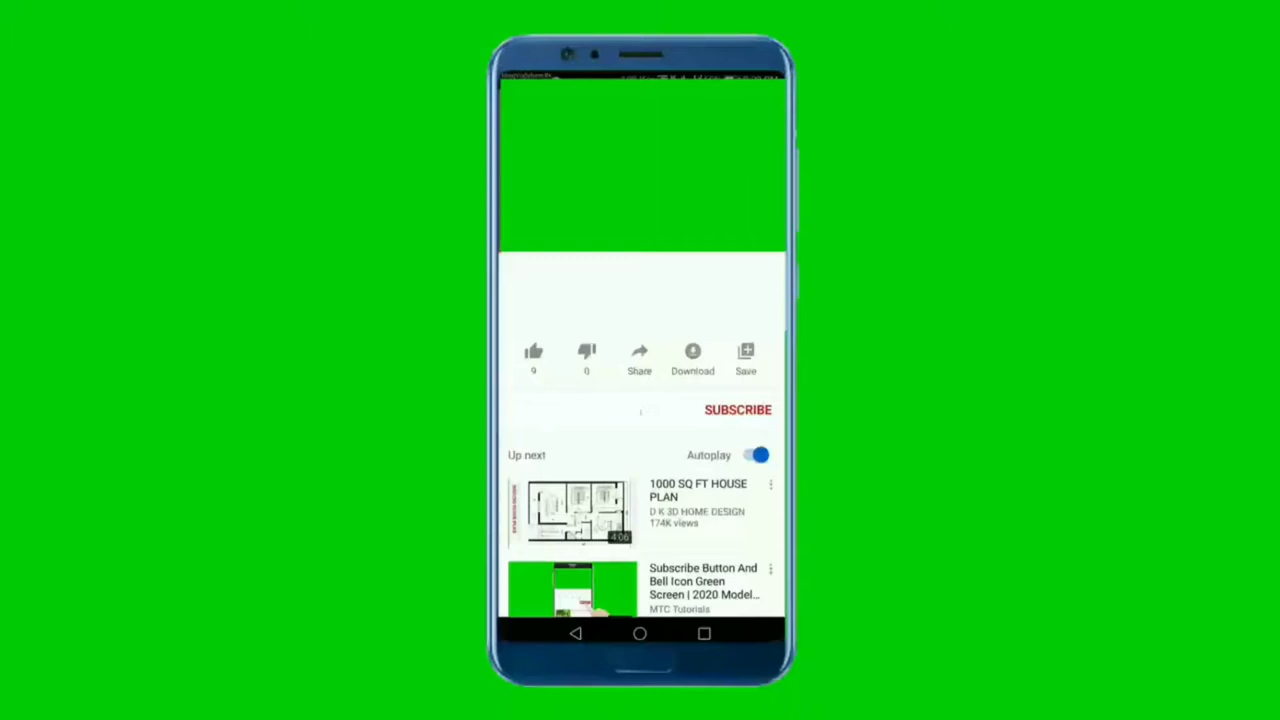 9
0
Share
Download
Save
SUBSCRIBE
Up next
Autoplay
1000 SQ FT HOUSE
PLAN
D K 3D HOME DESIGN
174K views
4:06
Subscribe Button And
Bell Icon Green
Screen | 2020 Model...
MTC Tutorials